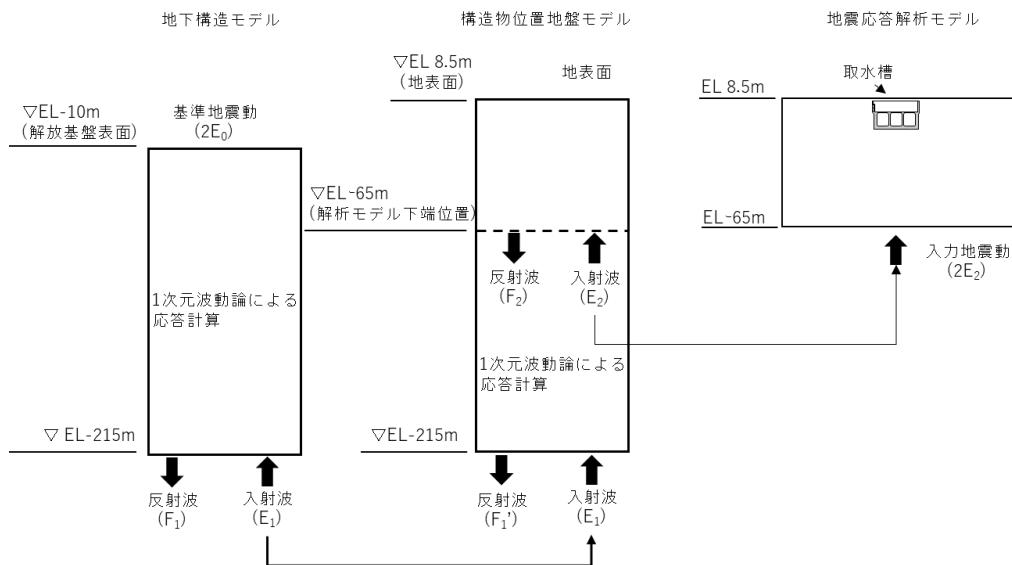 地下構造モデル
▽EL-10m
(解放基盤表面)
基準地震動
(2E₀)
1次元波動論による
応答計算
▽ EL-215m
反射波
(F₁)
入射波
(E₁)
構造物位置地盤モデル
▽EL 8.5m
(地表面)
地表面
▽EL-65m
(解析モデル下端位置)
反射波
(F₂)
入射波
(E₂)
1次元波動論による
応答計算
▽EL-215m
反射波
(F₁')
入射波
(E₁)
地震応答解析モデル
EL 8.5m
取水槽
EL-65m
入力地震動
(2E₂)